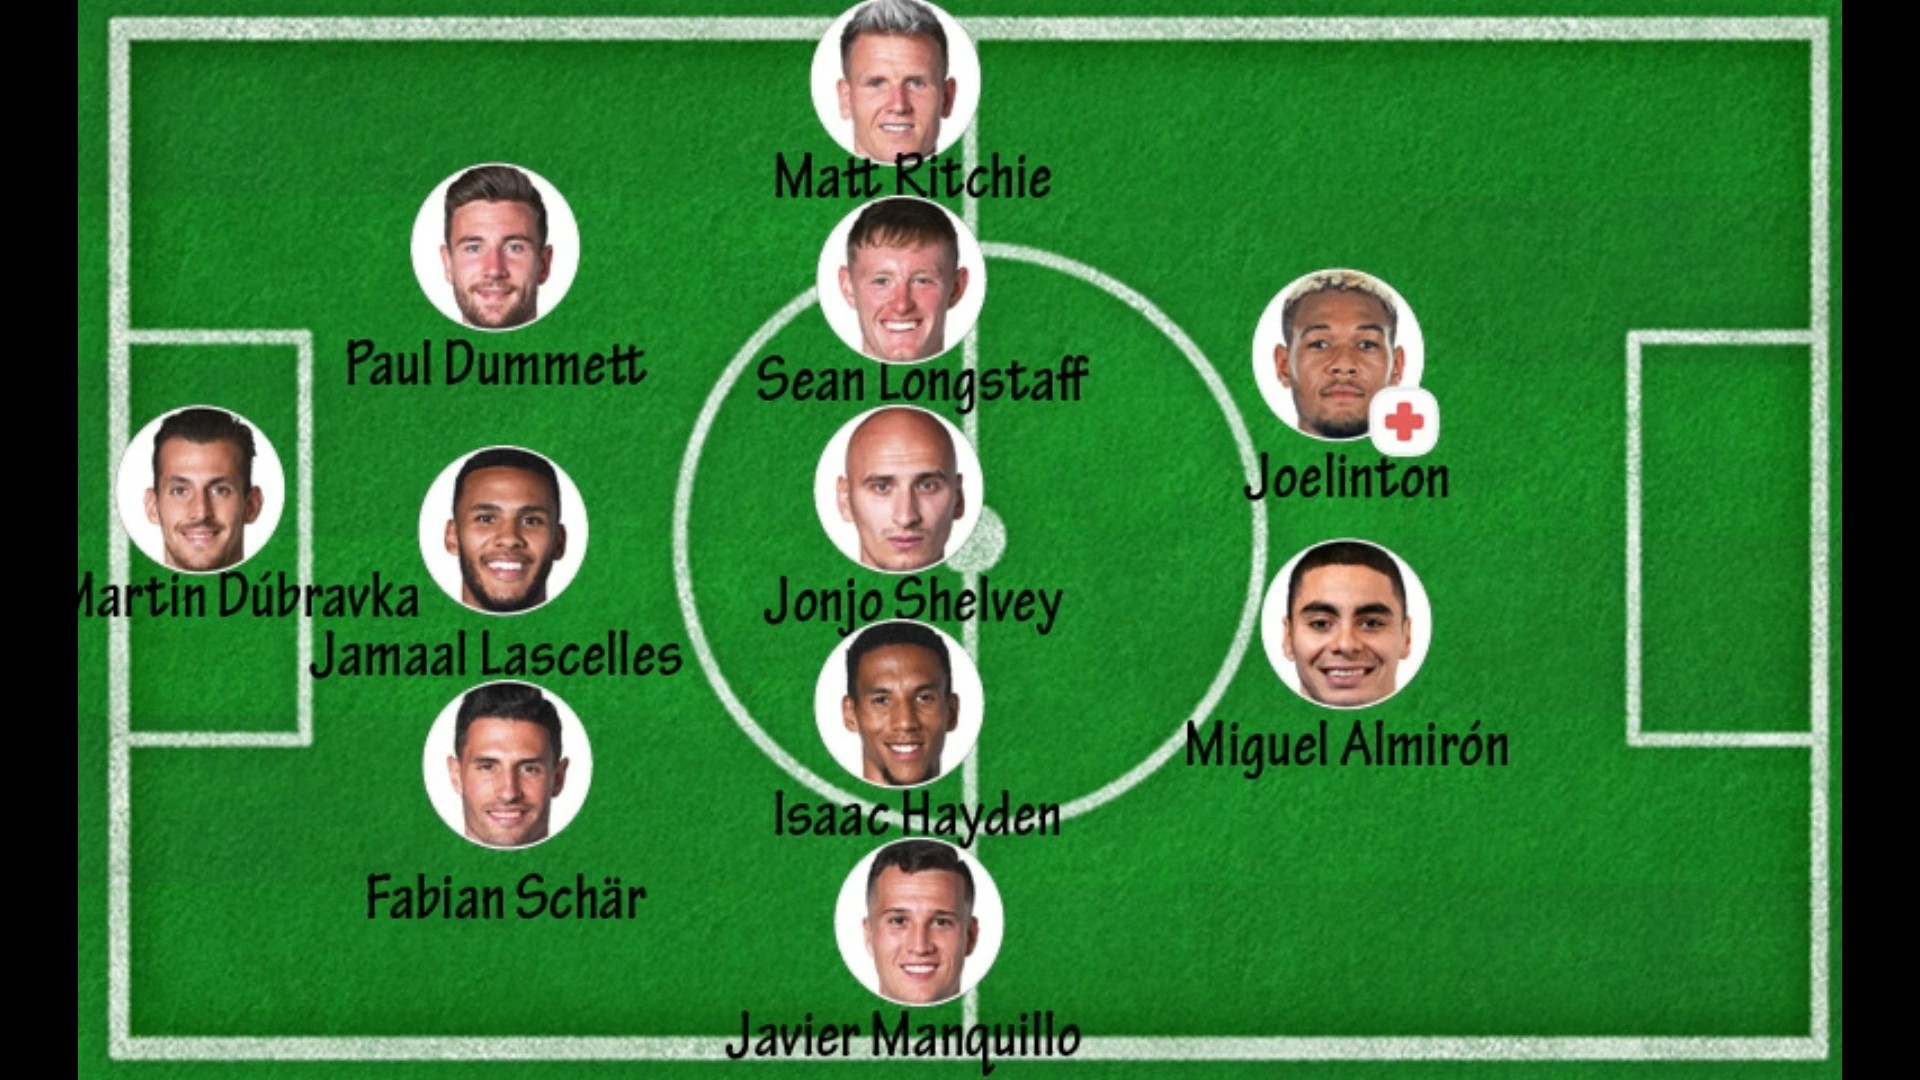 Matt Ritchie
Paul Dummett
Sean Longstaff
Joelinton
Martin Dúbravka
Jamaal Lascelles
Jonjo Shelvey
Miguel Almirón
Isaac Hayden
Fabian Schär
Javier Manquillo